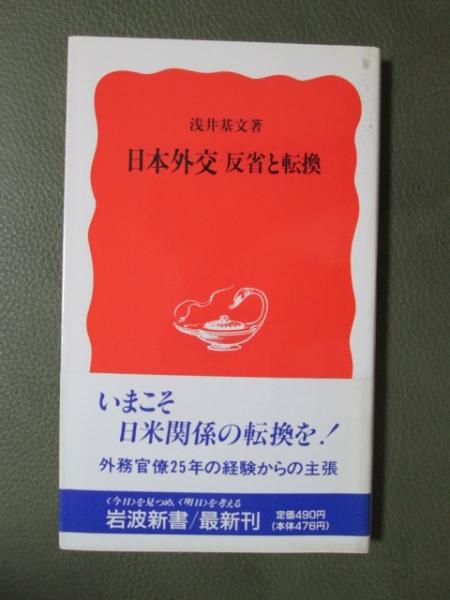 浅井基文著
日本外交 反省と転換
いまこそ
日米関係の転換を!
外務官僚25年の経験からの主張
〈今日〉を見つめ、〈明日〉を考える
岩波新書/最新刊
定価490円
(本体476円)